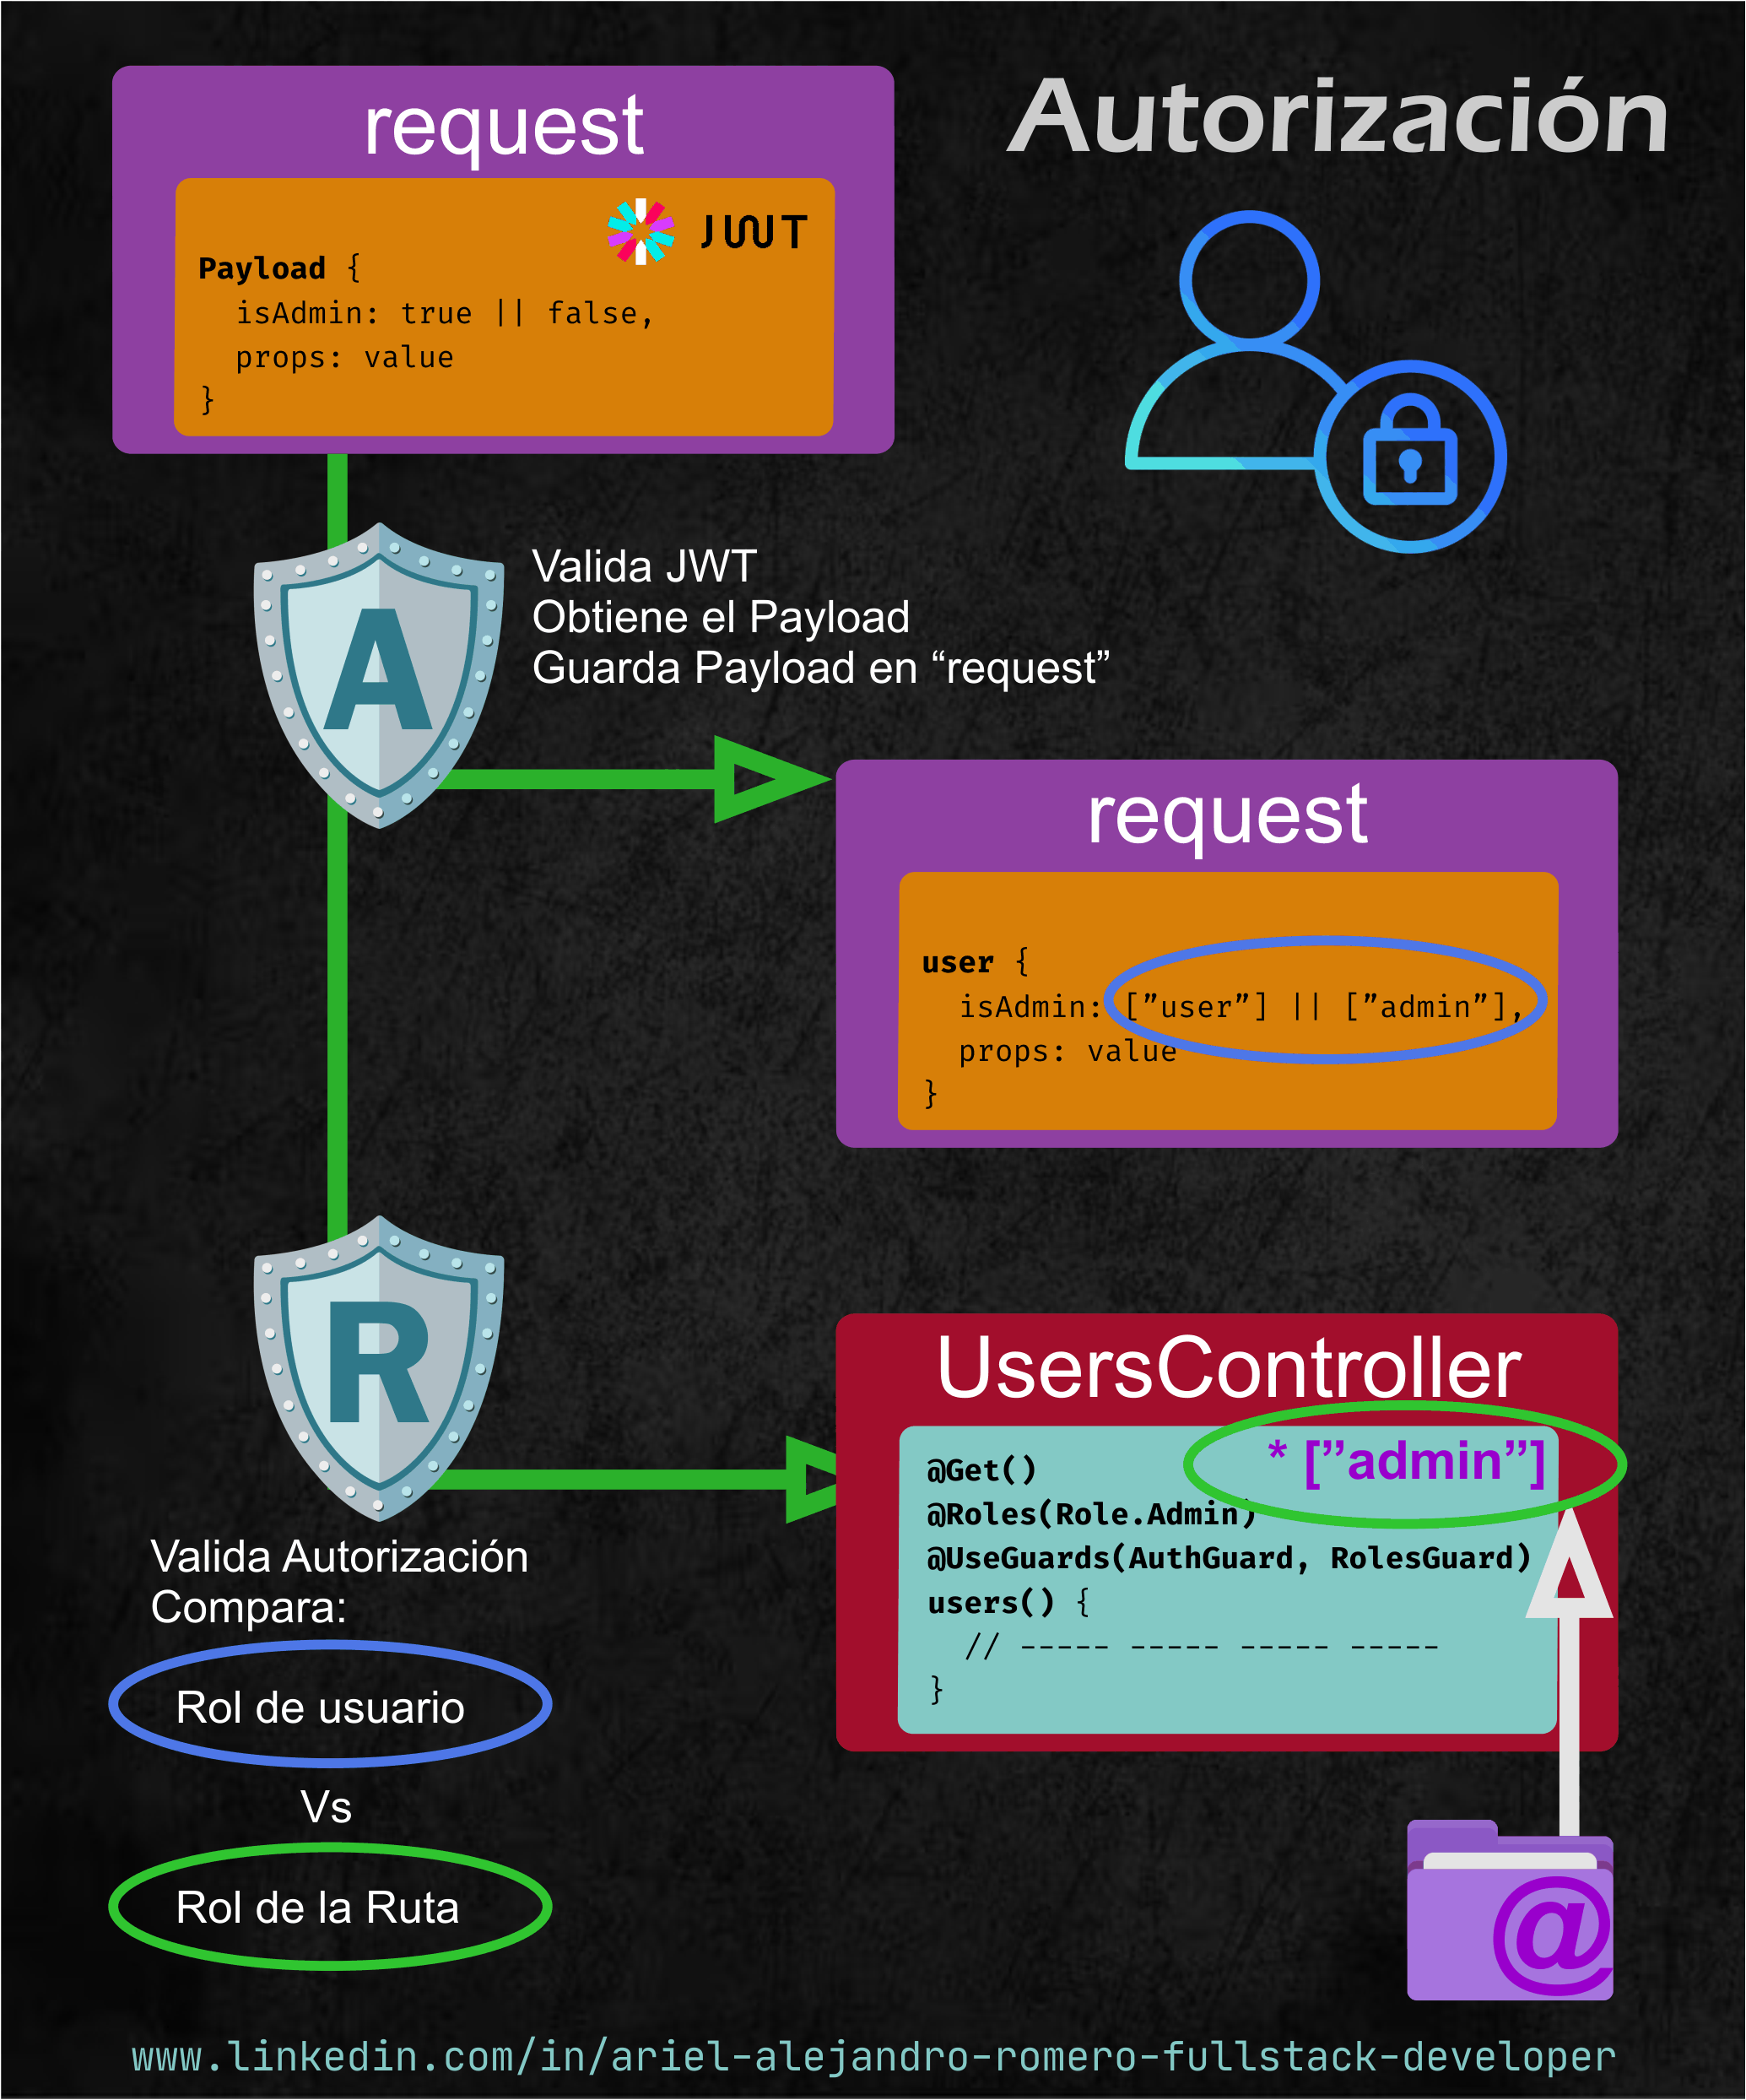 request
Autorización
JWT
Payload {
isAdmin: true || false,
props: value
}
A
Valida JWT
Obtiene el Payload
Guarda Payload en “request”
request
user {
isAdmin: [”user”] || [”admin”],
props: value
}
R
UsersController
* [”admin”]
@Get()
@Roles(Role.Admin)
@UseGuards(AuthGuard, RolesGuard)
users() {
// ----- ----- ----- -----
}
Valida Autorización
Compara:
Rol de usuario
Vs
Rol de la Ruta
@
www.linkedin.com/in/ariel-alejandro-romero-fullstack-developer